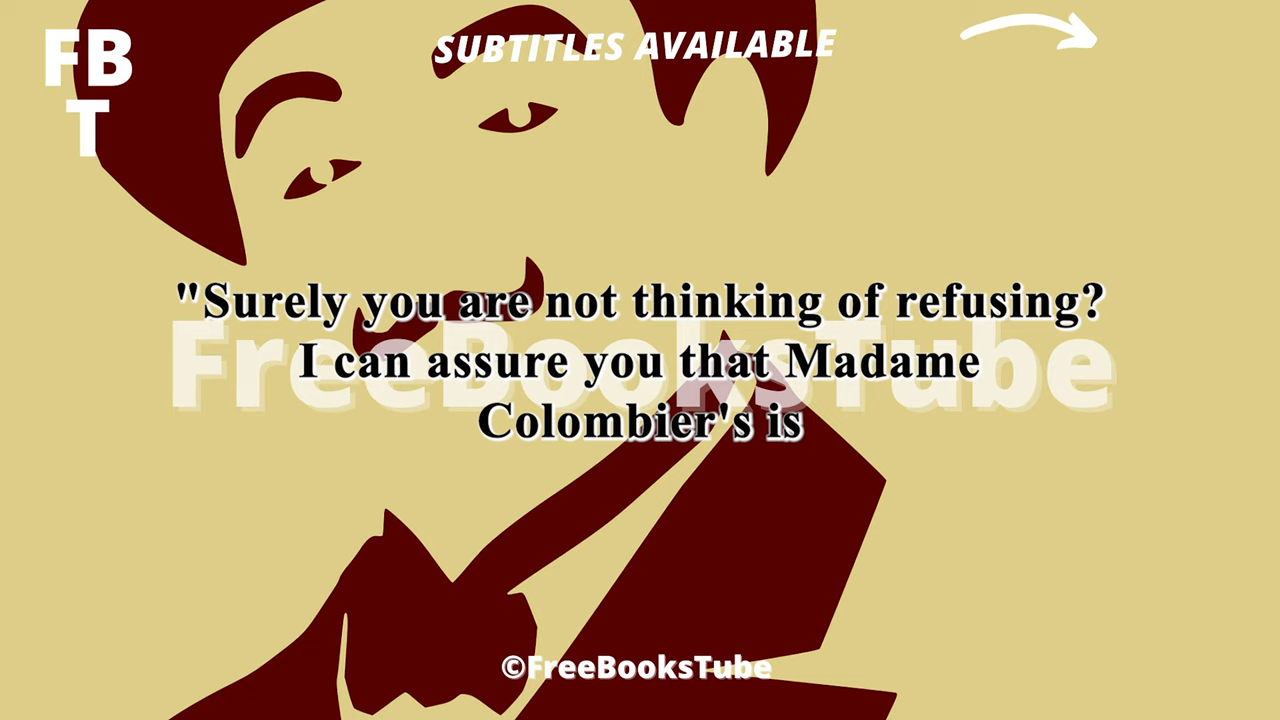 FB
T
SUBTITLES AVAILABLE
"Surely you are not thinking of refusing?
I can assure you that Madame
Colombier's is
FreeBooksTube
©FreeBooksTube